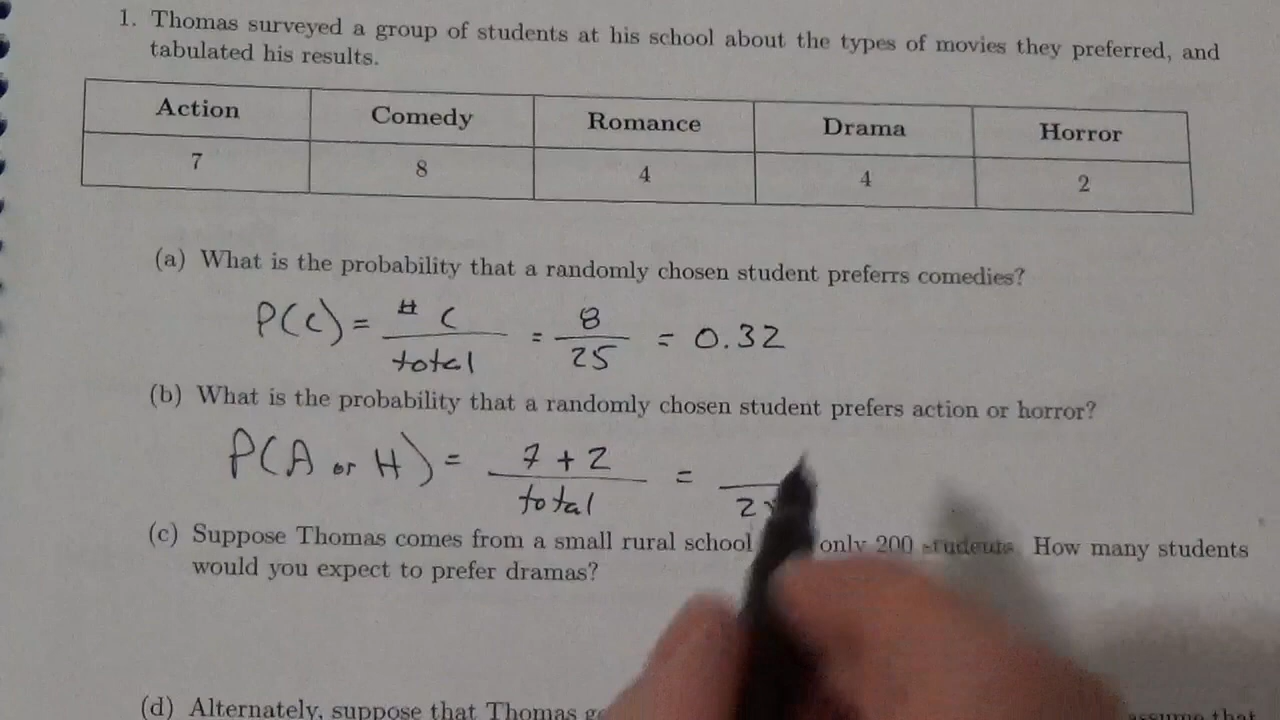 1. Thomas surveyed a group of students at his school about the types of movies they preferred, and
tabulated his results.
Action Comedy Romance Drama Horror
7 8 4 4 2
(a) What is the probability that a randomly chosen student preferrs comedies?
P(C) = # C / total = 8 / 25 = 0.32
(b) What is the probability that a randomly chosen student prefers action or horror?
P(A or H) = 7 + 2 / total = 2
(c) Suppose Thomas comes from a small rural school only 200 students. How many students
would you expect to prefer dramas?
(d) Alternately, suppose that Thomas assume that